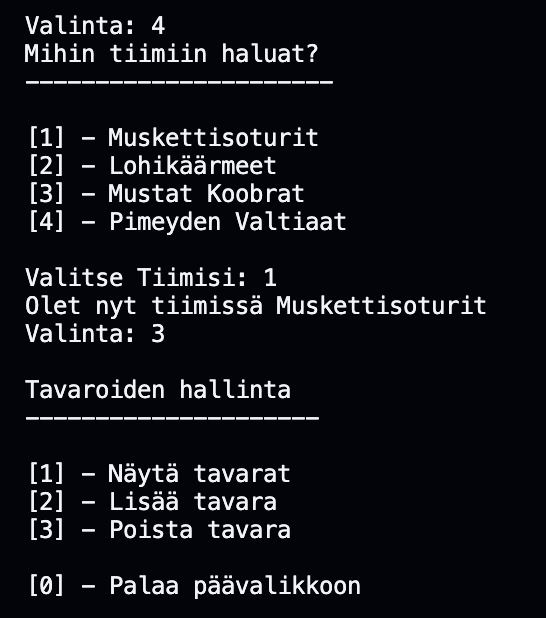 Valinta: 4
Mihin tiimiin haluat?
----------------------
[1] - Muskettisoturit
[2] - Lohikäärmeet
[3] - Mustat Koobrat
[4] - Pimeyden Valtiaat
Valitse Tiimisi: 1
Olet nyt tiimissä Muskettisoturit
Valinta: 3
Tavaroiden hallinta
---------------------
[1] - Näytä tavarat
[2] - Lisää tavara
[3] - Poista tavara
[0] - Palaa päävalikkoon